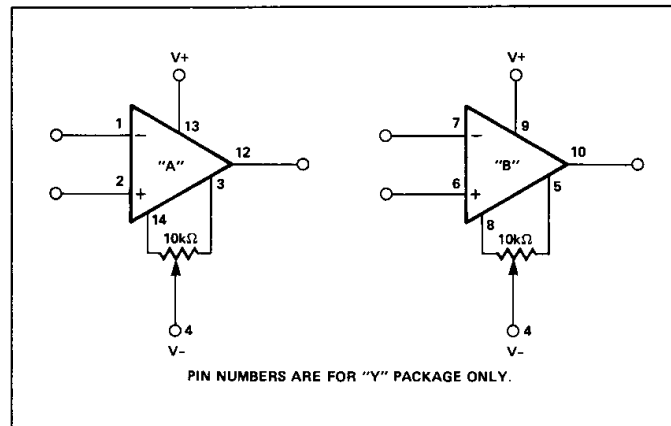 V+
V+
1
−
13
12
"A"
2
+
3
14
10kΩ
4
V−
7
−
9
10
"B"
6
+
5
8
10kΩ
4
V−
PIN NUMBERS ARE FOR "Y" PACKAGE ONLY.